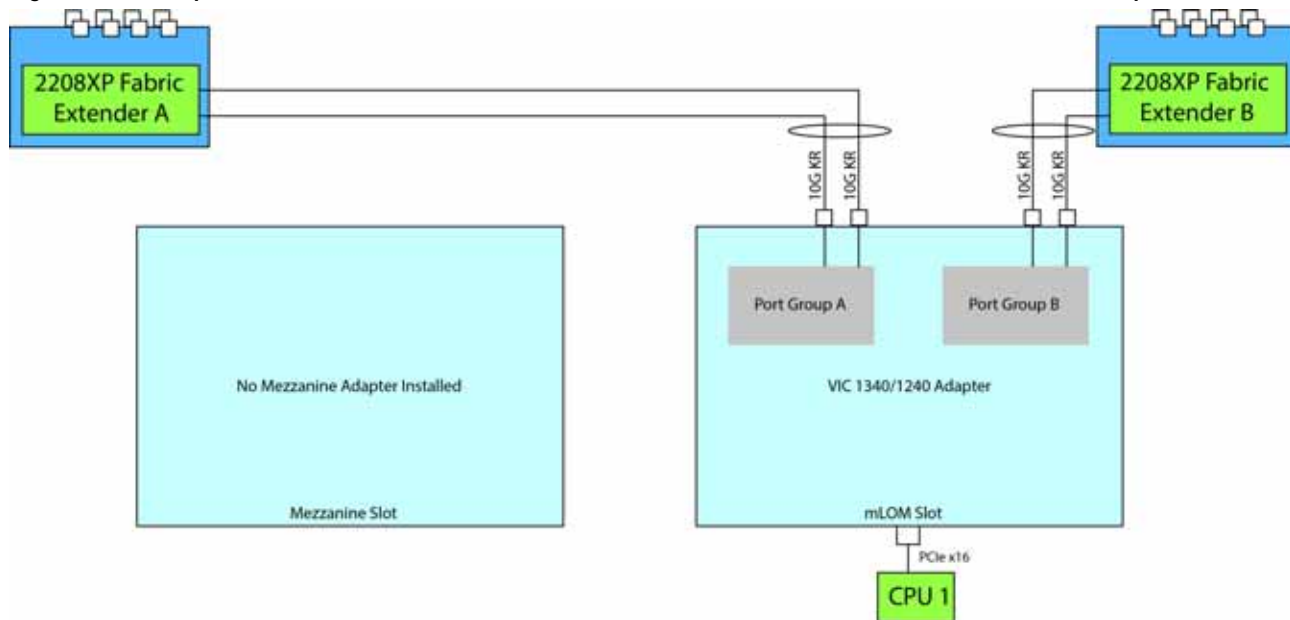 2208XP Fabric
Extender A
2208XP Fabric
Extender B
10G KR
10G KR
10G KR
10G KR
Port Group A
Port Group B
No Mezzanine Adapter Installed
VIC 1340/1240 Adapter
Mezzanine Slot
mLOM Slot
PCIe x16
CPU 1